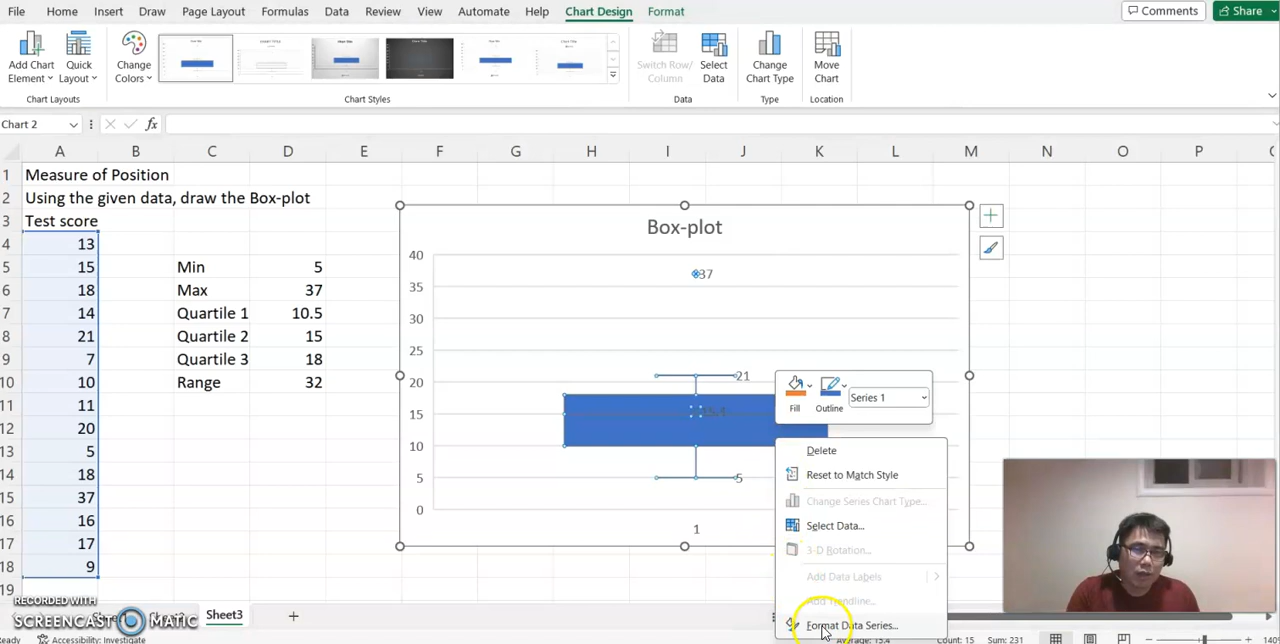 File Home Insert Draw Page Layout Formulas Data Review View Automate Help Chart Design Format Comments Share
Add Chart Element
Quick Layout
Change Colors
Switch Row/ Column
Select Data
Change Chart Type
Move Chart
Chart Layouts Chart Styles Data Type Location
Chart 2 fx
A B C D E F G H I J K L M N O P
1 Measure of Position
2 Using the given data, draw the Box-plot
3 Test score
4 13
5 15 Min 5
6 18 Max 37
7 14 Quartile 1 10.5
8 21 Quartile 2 15
9 7 Quartile 3 18
10 10 Range 32
11 11
12 20
13 5
14 18
15 37
16 16
17 17
18 9
19
Box-plot
40
37
35
30
25
20 21
15 15.4
10
5 5
0
1
Fill Outline Series 1
Delete
Reset to Match Style
Change Series Chart Type...
Select Data...
3-D Rotation...
Add Data Labels
Add Trendline...
Format Data Series...
RECORDED WITH
SCREENCAST MATIC
Sheet3
Ready Accessibility: Investigate Average: 15.4 Count: 15 Sum: 231